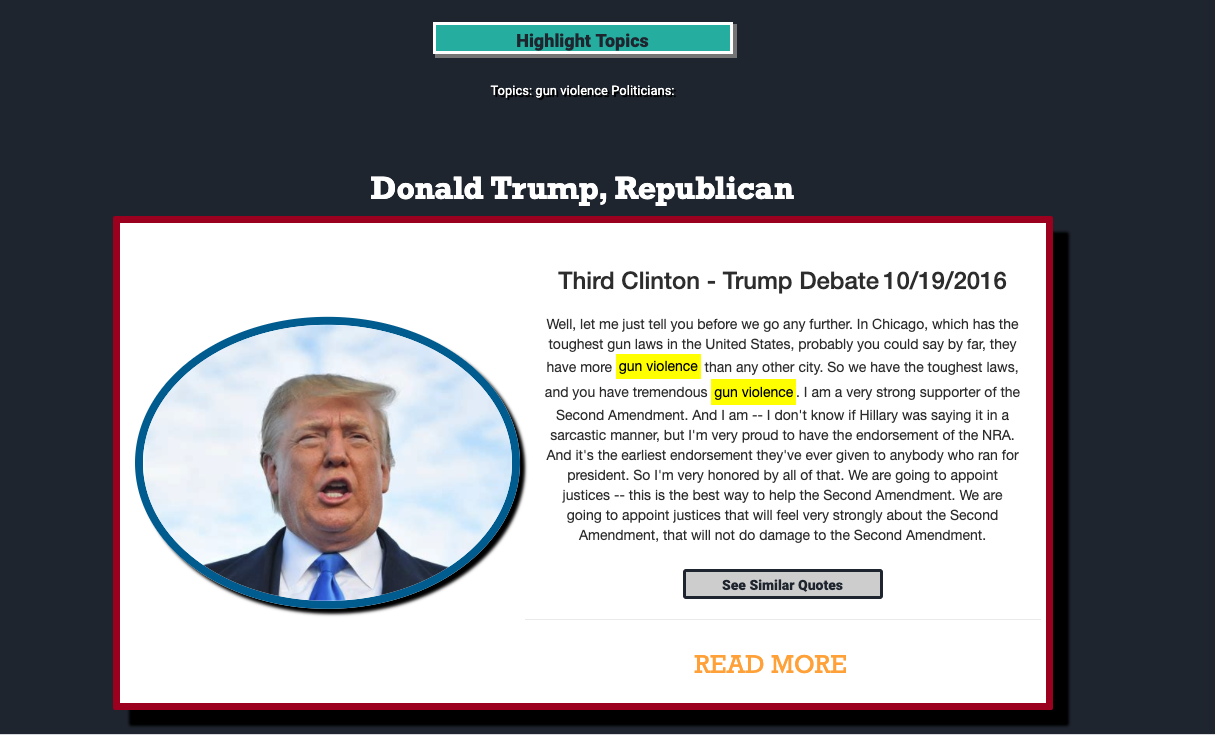 Highlight Topics
Topics: gun violence Politicians:
Donald Trump, Republican
Third Clinton - Trump Debate 10/19/2016
Well, let me just tell you before we go any further. In Chicago, which has the
toughest gun laws in the United States, probably you could say by far, they
have more gun violence than any other city. So we have the toughest laws,
and you have tremendous gun violence. I am a very strong supporter of the
Second Amendment. And I am -- I don't know if Hillary was saying it in a
sarcastic manner, but I'm very proud to have the endorsement of the NRA.
And it's the earliest endorsement they've ever given to anybody who ran for
president. So I'm very honored by all of that. We are going to appoint
justices -- this is the best way to help the Second Amendment. We are
going to appoint justices that will feel very strongly about the Second
Amendment, that will not do damage to the Second Amendment.
See Similar Quotes
READ MORE